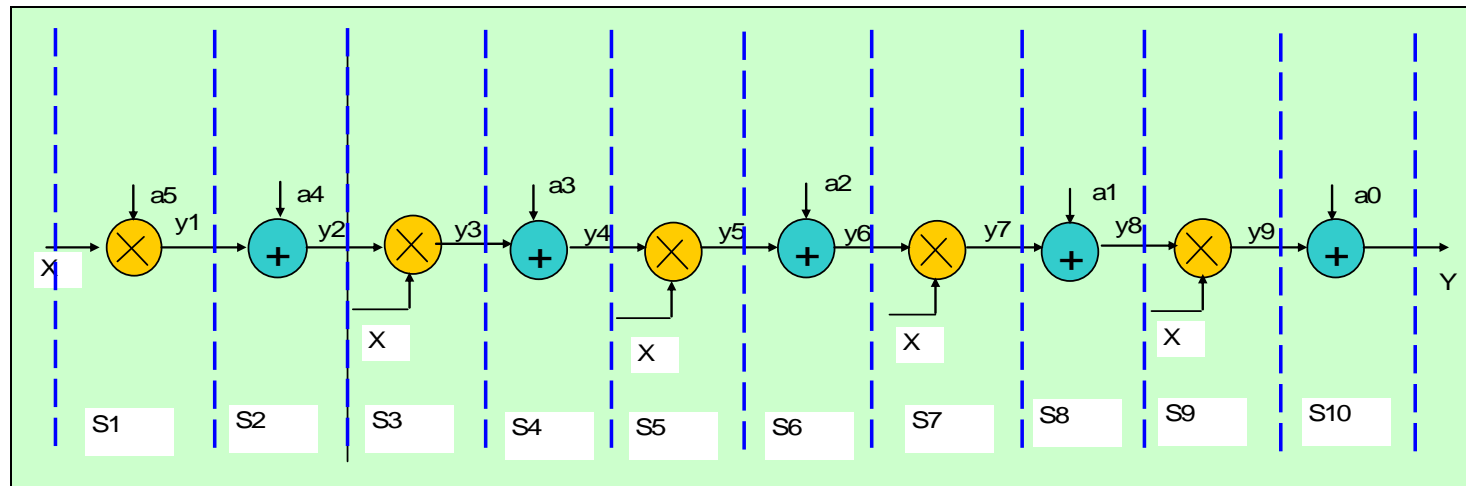 a5 a4 a3 a2 a1 a0
X y1 y2 y3 y4 y5 y6 y7 y8 y9 Y
X X X X
S1 S2 S3 S4 S5 S6 S7 S8 S9 S10